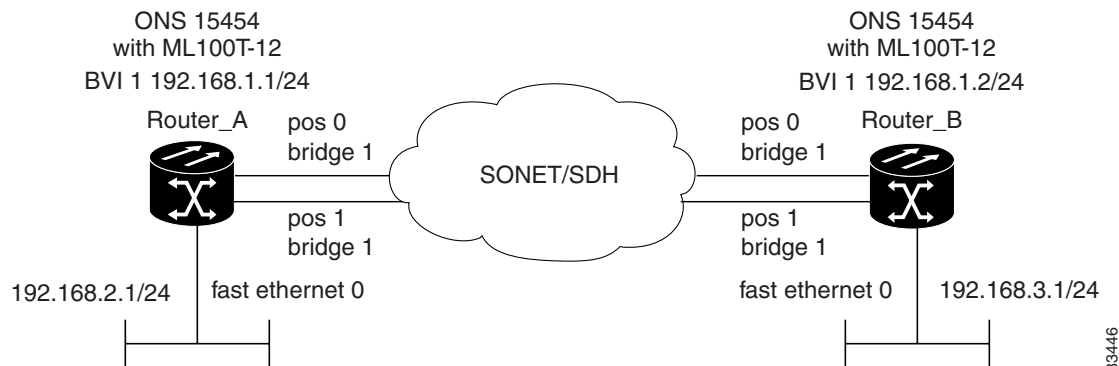 ONS 15454
with ML100T-12
BVI 1 192.168.1.1/24
Router_A
pos 0
bridge 1
pos 1
bridge 1
192.168.2.1/24
fast ethernet 0
SONET/SDH
ONS 15454
with ML100T-12
BVI 1 192.168.1.2/24
pos 0
bridge 1
Router_B
pos 1
bridge 1
fast ethernet 0
192.168.3.1/24